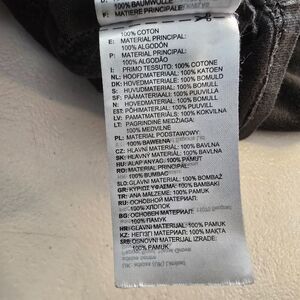 100% BAUMWOLLE
F: MATIERE PRINCIPALE:
100% COTON
E: MATERIAL PRINCIPAL:
100% ALGODÓN
P: MATERIAL PRINCIPAL:
100% ALGODÃO
I: PRIMO TESSUTO: 100% COTONE
NL: HOOFDMATERIAAL: 100% KATOEN
DK: HOVEDMATERIALE: 100% BOMULD
S: HUVUDMATERIAL: 100% BOMULL
SF: PÄÄMATERIAALI: 100% PUUVILLA
N: HOVEDMATERIAL: 100% BOMULL
EST: PÕHIMATERJAL: 100% PUUVILL
LV: PAMATMATERIĀLS: 100% KOKVILNA
LT: PAGRINDINĖ MEDŽIAGA:
100% MEDVILNĖ
PL: MATERIAŁ PODSTAWOWY:
100% BAWEŁNA
CZ: HLAVNÍ MATERIÁL: 100% BAVLNA
SK: HLAVNÝ MATERIÁL: 100% BAVLNA
HU: ALAPANYAG: 100% PAMUT
RO: MATERIAL PRINCIPAL:
100% BUMBAC
SLO: GLAVNI MATERIAL: 100% BOMBAŽ
GR: ΚΥΡΙΟΣ ΥΦΑΣΜΑ: 100% ΒΑΜΒΑΚΙ
TR: ANA MALZEME: 100% PAMUK
RU: ОСНОВНОЙ МАТЕРИАЛ:
100% ХЛОПОК
BG: ОСНОВЕН МАТЕРИАЛ:
100% ПАМУК
HR: GLAVNI MATERIJAL: 100% PAMUK
KZ: НЕГІЗГІ МАТЕРИАЛ: 100% МАҚТА
SRB: OSNOVNI MATERIJAL IZRADE:
100% PAMUK